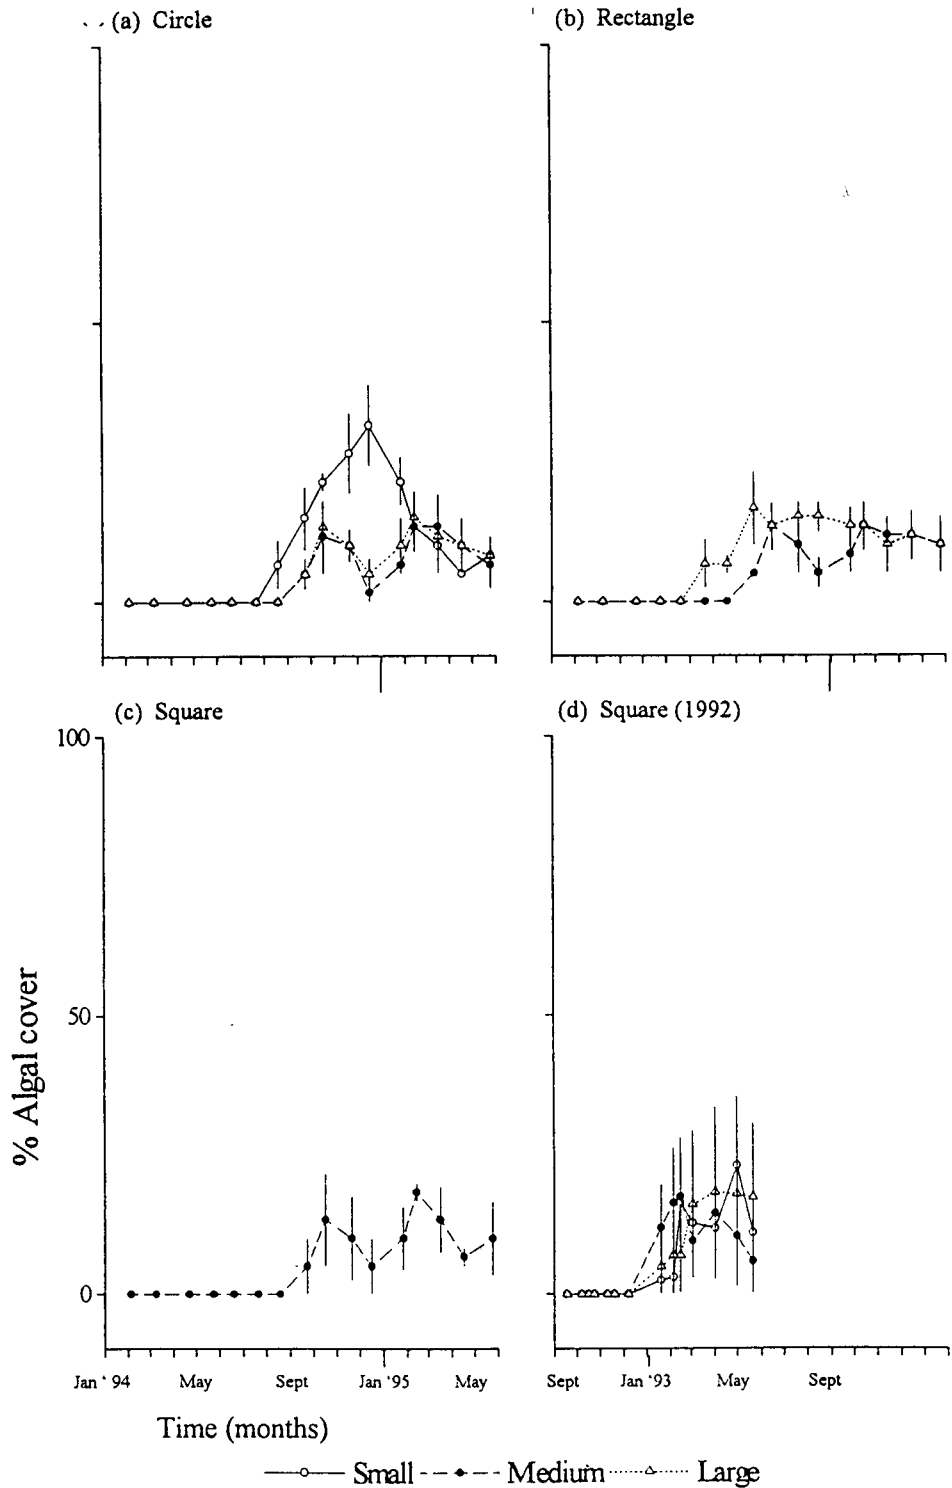 (a) Circle
(b) Rectangle
(c) Square
(d) Square (1992)
100
50
0
% Algal cover
Jan '94 May Sept Jan '95 May
Sept Jan '93 May Sept
Time (months)
Small Medium Large